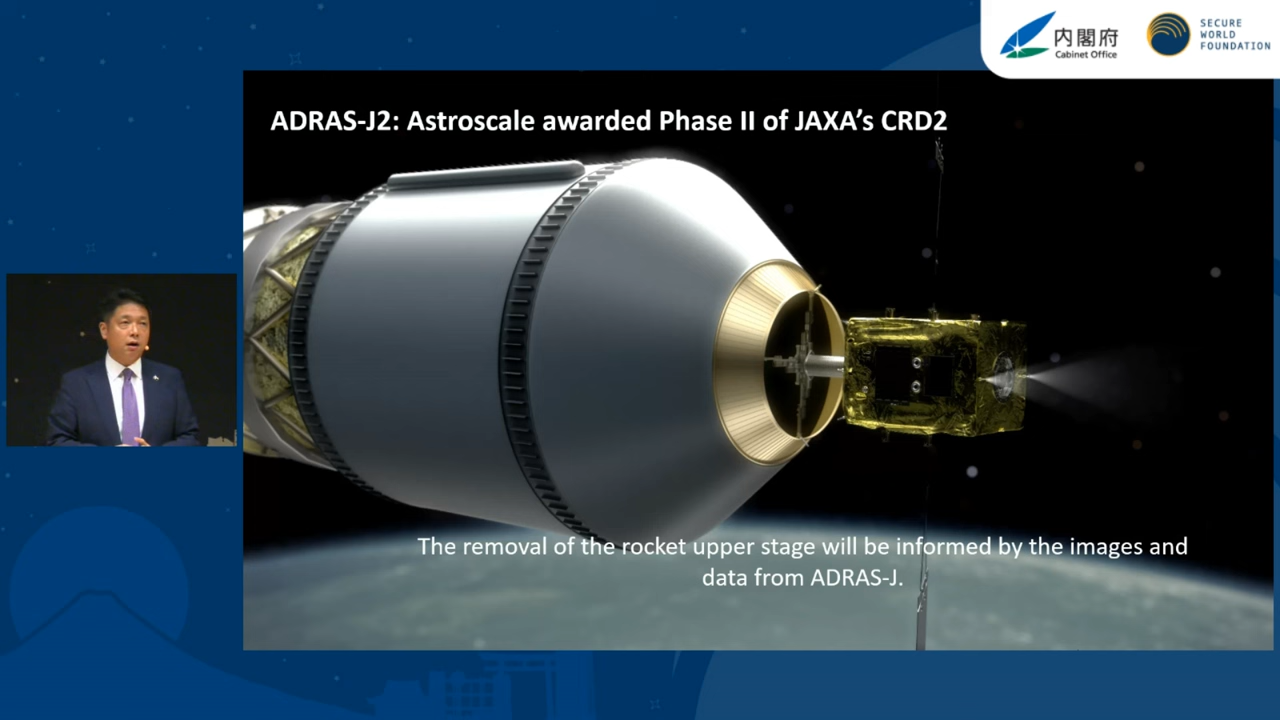 内閣府
Cabinet Office
SECURE
WORLD
FOUNDATION
ADRAS-J2: Astroscale awarded Phase II of JAXA's CRD2
The removal of the rocket upper stage will be informed by the images and
data from ADRAS-J.